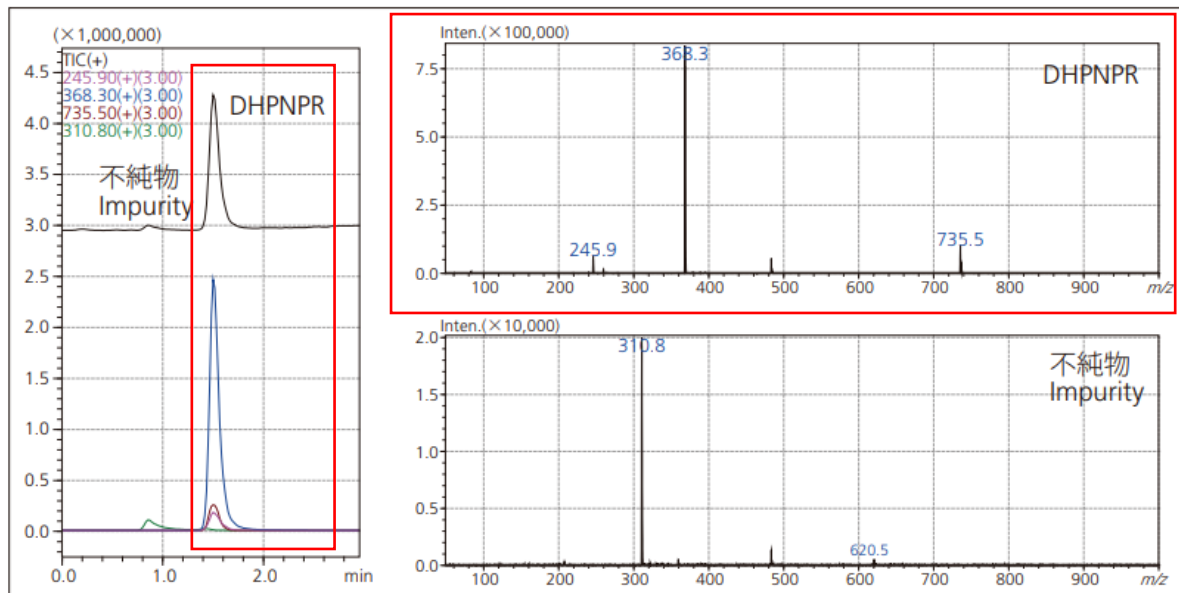 (×1,000,000)
TIC(+)
245.90(+)(3.00)
368.30(+)(3.00)
735.50(+)(3.00)
310.80(+)(3.00)
DHPNPR
不純物
Impurity
4.5
4.0
3.5
3.0
2.5
2.0
1.5
1.0
0.5
0.0
0.0 1.0 2.0 min
Inten.(×100,000)
368.3
DHPNPR
7.5
5.0
2.5
245.9
735.5
0.0
100 200 300 400 500 600 700 800 900 m/z
Inten.(×10,000)
2.0
310.8
不純物
Impurity
1.5
1.0
0.5
620.5
0.0
100 200 300 400 500 600 700 800 900 m/z